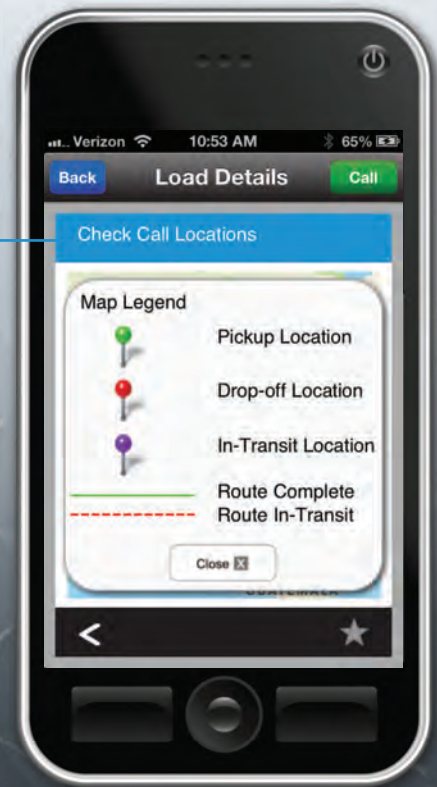 Verizon 10:53 AM 65%
Back Load Details Call
Check Call Locations
Map Legend
Pickup Location
Drop-off Location
In-Transit Location
Route Complete
Route In-Transit
Close X
GUATEMALA